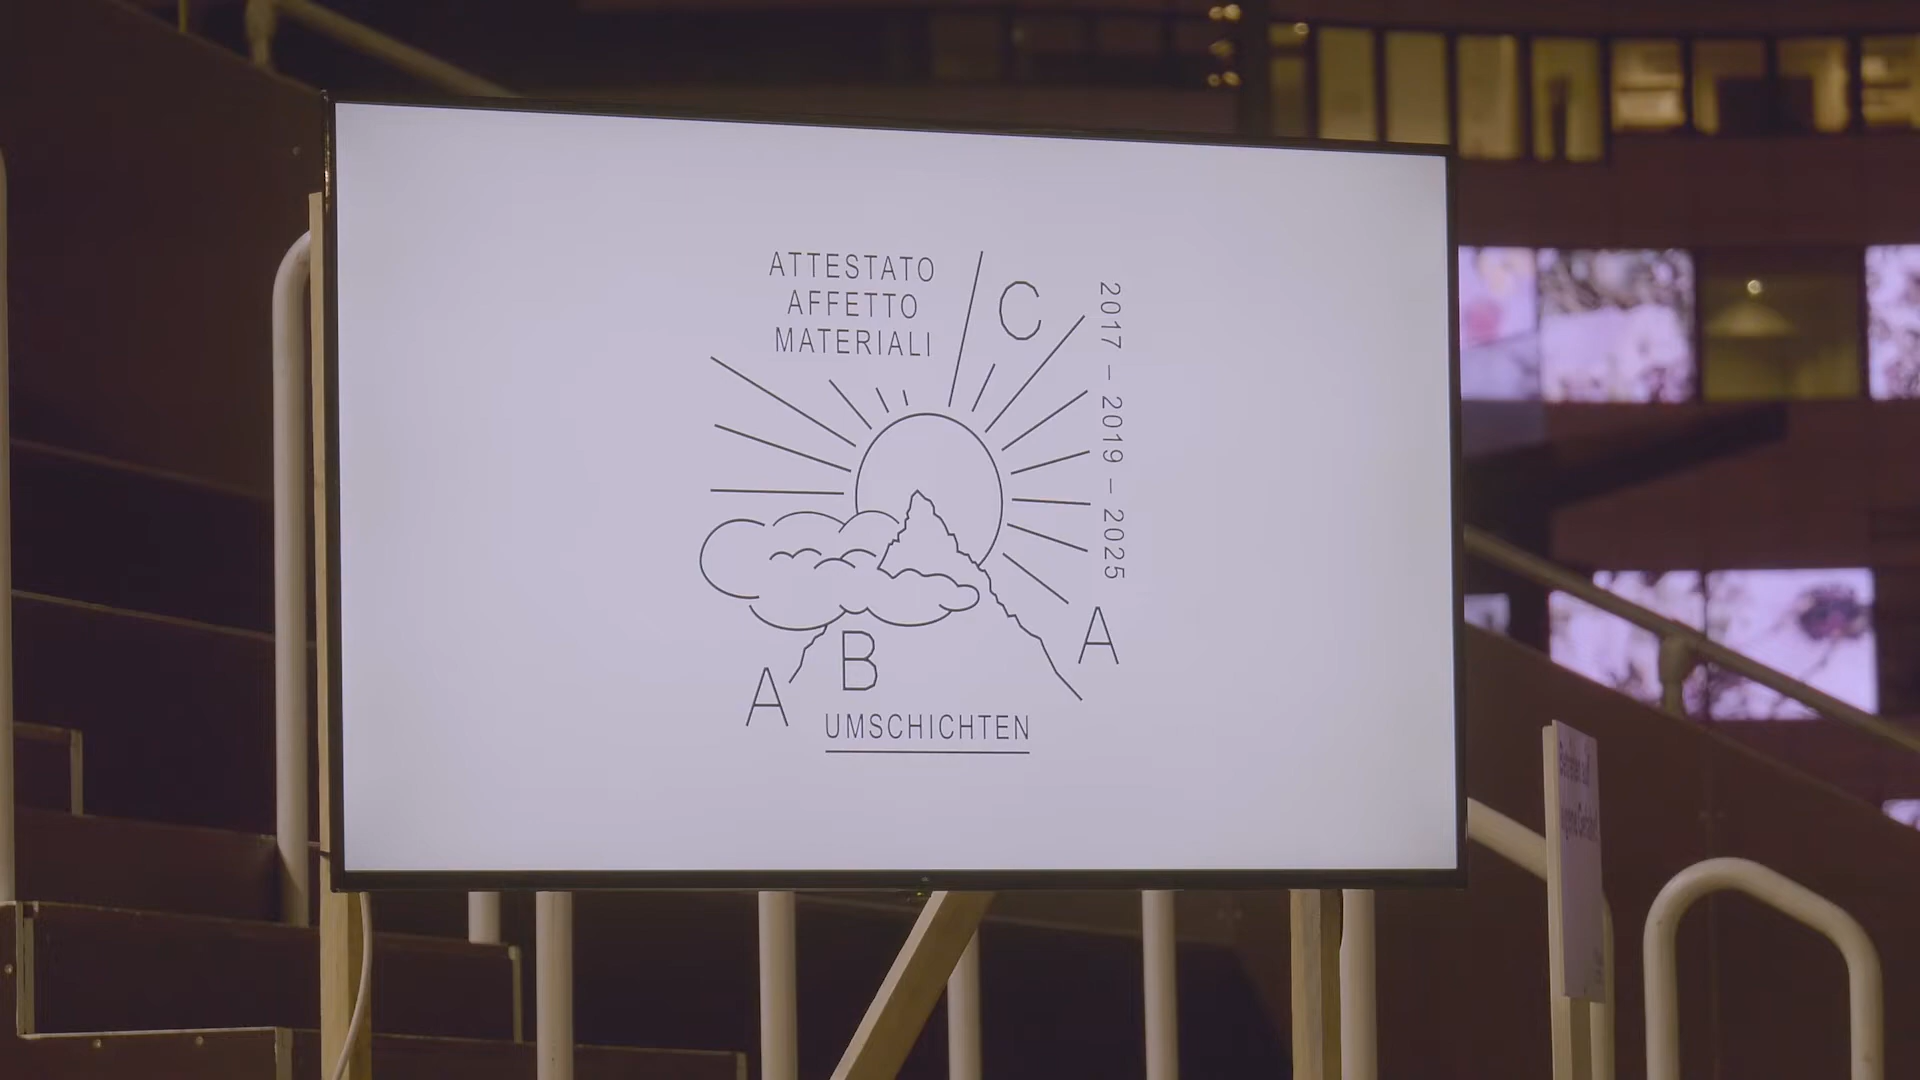 ATTESTATO
AFFETTO
MATERIALI
C
2017 – 2019 – 2025
A
B
A
UMSCHICHTEN